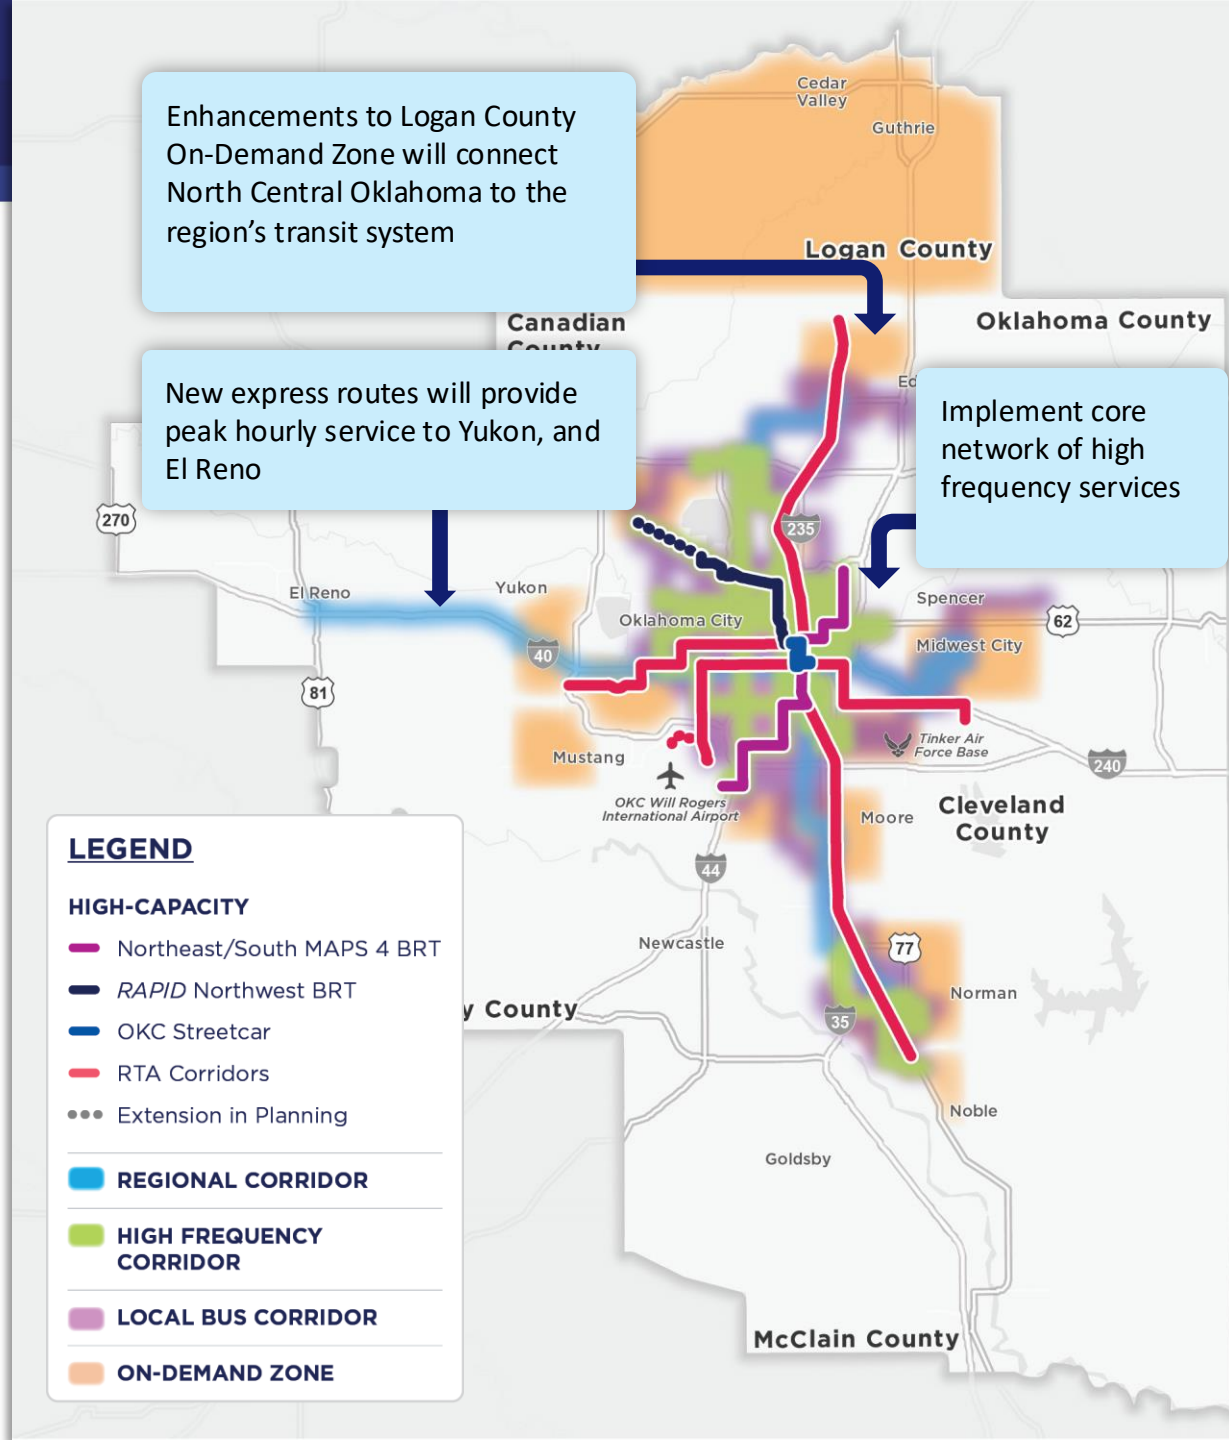 Cedar
Valley
Guthrie
Enhancements to Logan County
On-Demand Zone will connect
North Central Oklahoma to the
region's transit system
Logan County
Canadian
County
Oklahoma County
New express routes will provide
peak hourly service to Yukon, and
El Reno
Ed
Implement core
network of high
frequency services
270
235
El Reno
Yukon
Oklahoma City
Spencer
62
Midwest City
40
81
Mustang
Tinker Air
Force Base
240
OKC Will Rogers
International Airport
Moore
Cleveland
County
44
Newcastle
77
Norman
y County
35
Noble
Goldsby
McClain County
LEGEND
HIGH-CAPACITY
Northeast/South MAPS 4 BRT
RAPID Northwest BRT
OKC Streetcar
RTA Corridors
Extension in Planning
REGIONAL CORRIDOR
HIGH FREQUENCY
CORRIDOR
LOCAL BUS CORRIDOR
ON-DEMAND ZONE